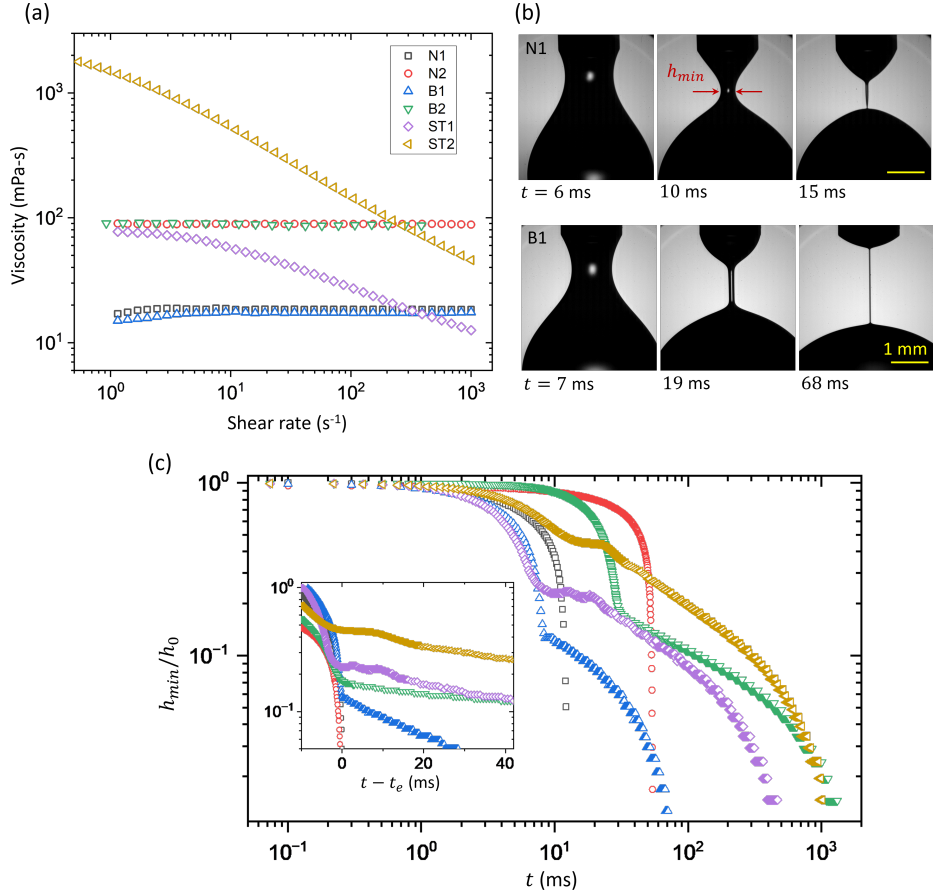 (a)
10³
10²
10¹
Viscosity (mPa-s)
N1
N2
B1
B2
ST1
ST2
10⁰ 10¹ 10² 10³
Shear rate (s⁻¹)
(b)
N1
h_min
t = 6 ms 10 ms 15 ms
B1
1 mm
t = 7 ms 19 ms 68 ms
(c)
10⁰
10⁻¹
h_min/h₀
10⁰
10⁻¹
0 20 40
t − t_e (ms)
10⁻¹ 10⁰ 10¹ 10² 10³
t (ms)